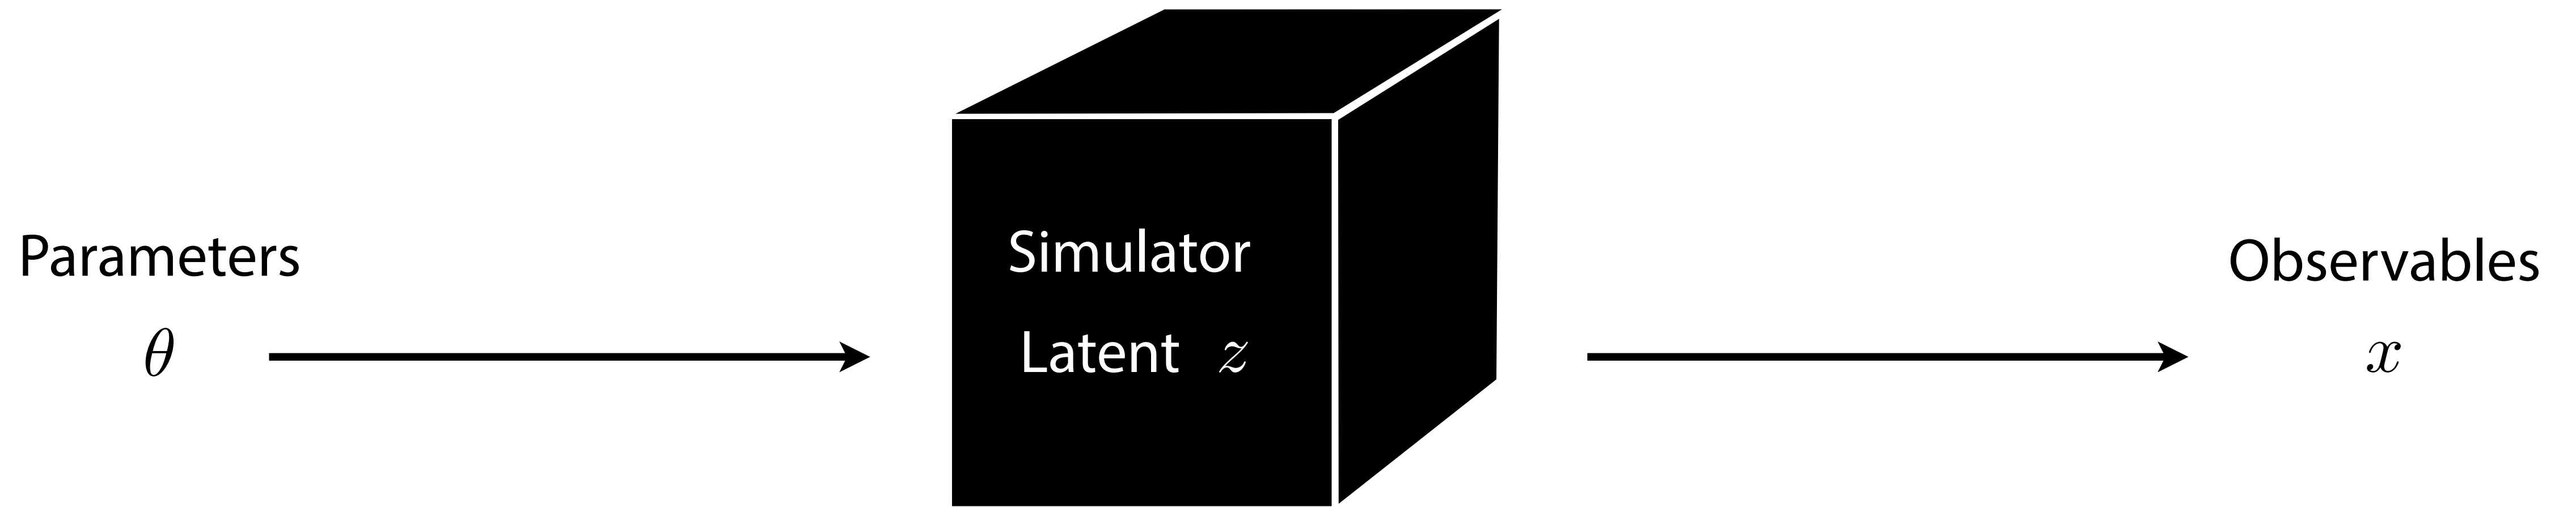 Parameters
θ
Simulator
Latent z
Observables
x